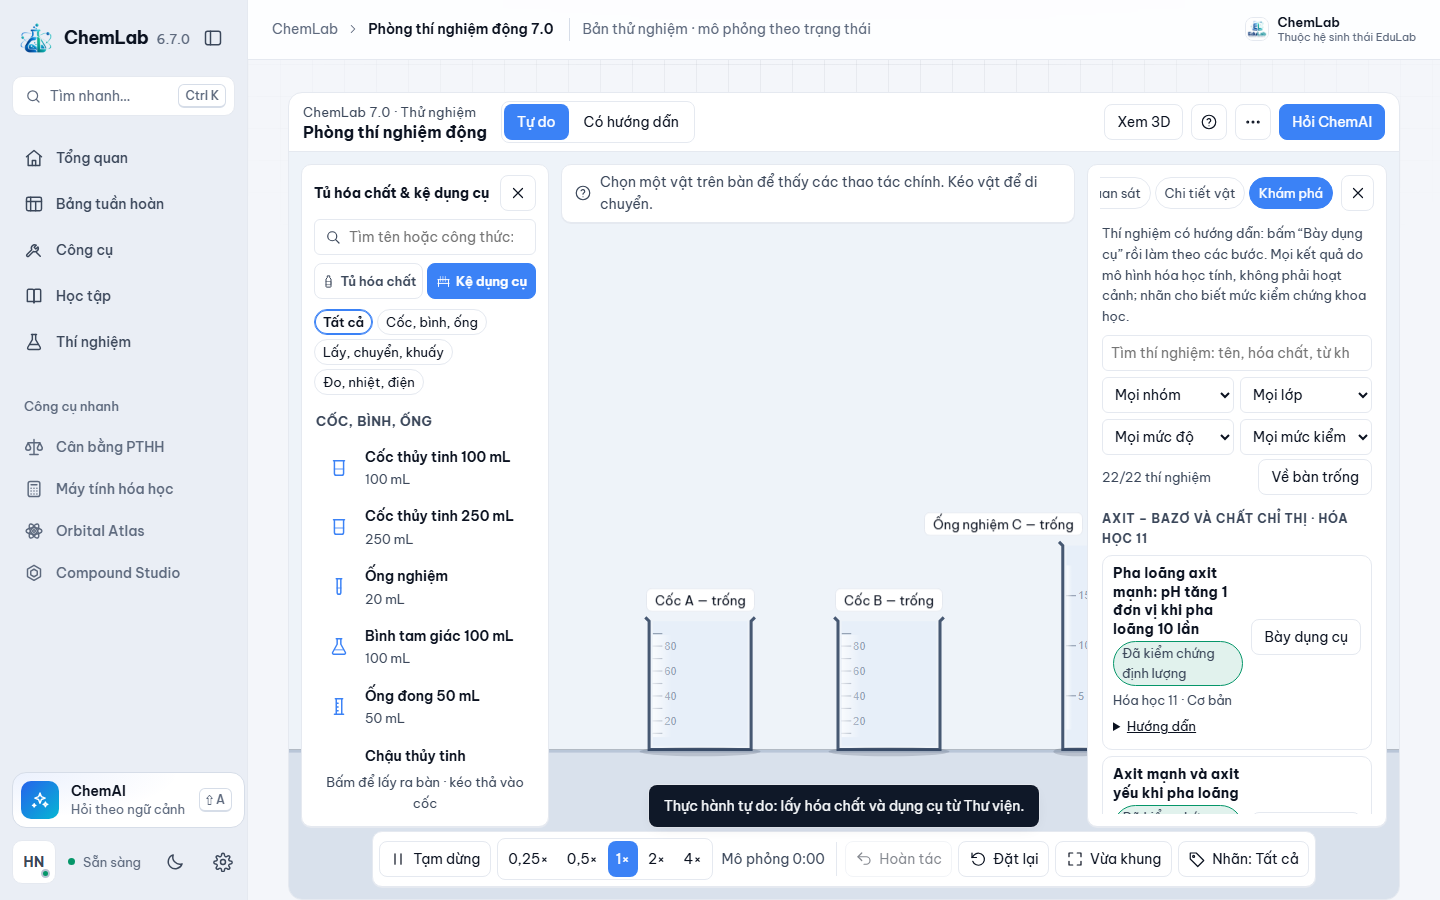 ChemLab 6.7.0
Tìm nhanh... Ctrl K
Tổng quan
Bảng tuần hoàn
Công cụ
Học tập
Thí nghiệm
Công cụ nhanh
Cân bằng PTHH
Máy tính hóa học
Orbital Atlas
Compound Studio
ChemAI
Hỏi theo ngữ cảnh
⇧ A
HN
Sẵn sàng
ChemLab > Phòng thí nghiệm động 7.0 Bản thử nghiệm · mô phỏng theo trạng thái
ChemLab
Thuộc hệ sinh thái EduLab
ChemLab 7.0 · Thử nghiệm
Phòng thí nghiệm động
Tự do Có hướng dẫn
Xem 3D
Hỏi ChemAI
Tủ hóa chất & kệ dụng cụ
Tìm tên hoặc công thức:
Tủ hóa chất Kệ dụng cụ
Tất cả Cốc, bình, ống
Lấy, chuyển, khuấy
Đo, nhiệt, điện
CỐC, BÌNH, ỐNG
Cốc thủy tinh 100 mL
100 mL
Cốc thủy tinh 250 mL
250 mL
Ống nghiệm
20 mL
Bình tam giác 100 mL
100 mL
Ống đong 50 mL
50 mL
Chậu thủy tinh
Bấm để lấy ra bàn · kéo thả vào
cốc
Chọn một vật trên bàn để thấy các thao tác chính. Kéo vật để di
chuyển.
Ống nghiệm C — trống
Cốc A — trống
Cốc B — trống
80
60
40
20
80
60
40
20
15
10
5
Thực hành tự do: lấy hóa chất và dụng cụ từ Thư viện.
Tạm dừng
0,25× 0,5× 1× 2× 4×
Mô phỏng 0:00
Hoàn tác
Đặt lại
Vừa khung
Nhãn: Tất cả
uan sát Chi tiết vật Khám phá
Thí nghiệm có hướng dẫn: bấm “Bày dụng
cụ” rồi làm theo các bước. Mọi kết quả do
mô hình hóa học tính, không phải hoạt
cảnh; nhãn cho biết mức kiểm chứng khoa
học.
Tìm thí nghiệm: tên, hóa chất, từ kh
Mọi nhóm Mọi lớp
Mọi mức độ Mọi mức kiểm
22/22 thí nghiệm Về bàn trống
AXIT – BAZƠ VÀ CHẤT CHỈ THỊ · HÓA
HỌC 11
Pha loãng axit
mạnh: pH tăng 1
đơn vị khi pha
loãng 10 lần
Đã kiểm chứng
định lượng
Bày dụng cụ
Hóa học 11 · Cơ bản
Hướng dẫn
Axit mạnh và axit
yếu khi pha loãng